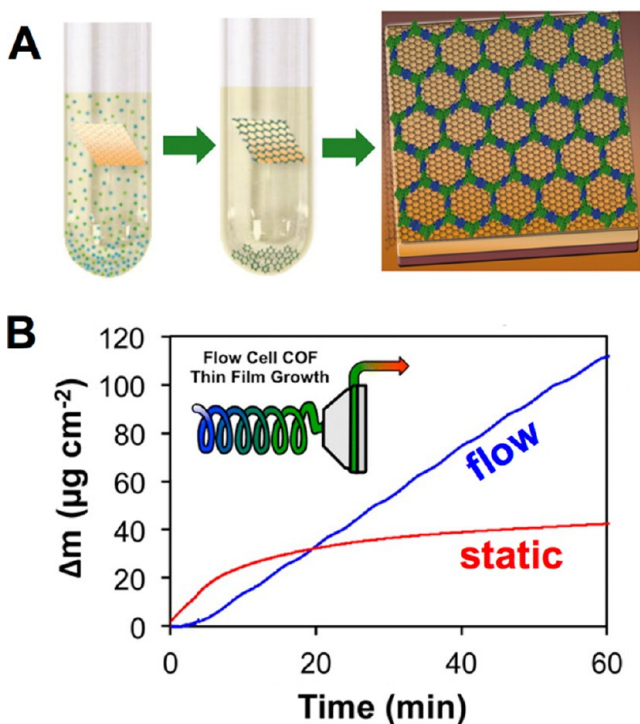 A
B
Flow Cell COF
Thin Film Growth
flow
static
Δm (μg cm⁻²)
120
100
80
60
40
20
0
0 20 40 60
Time (min)